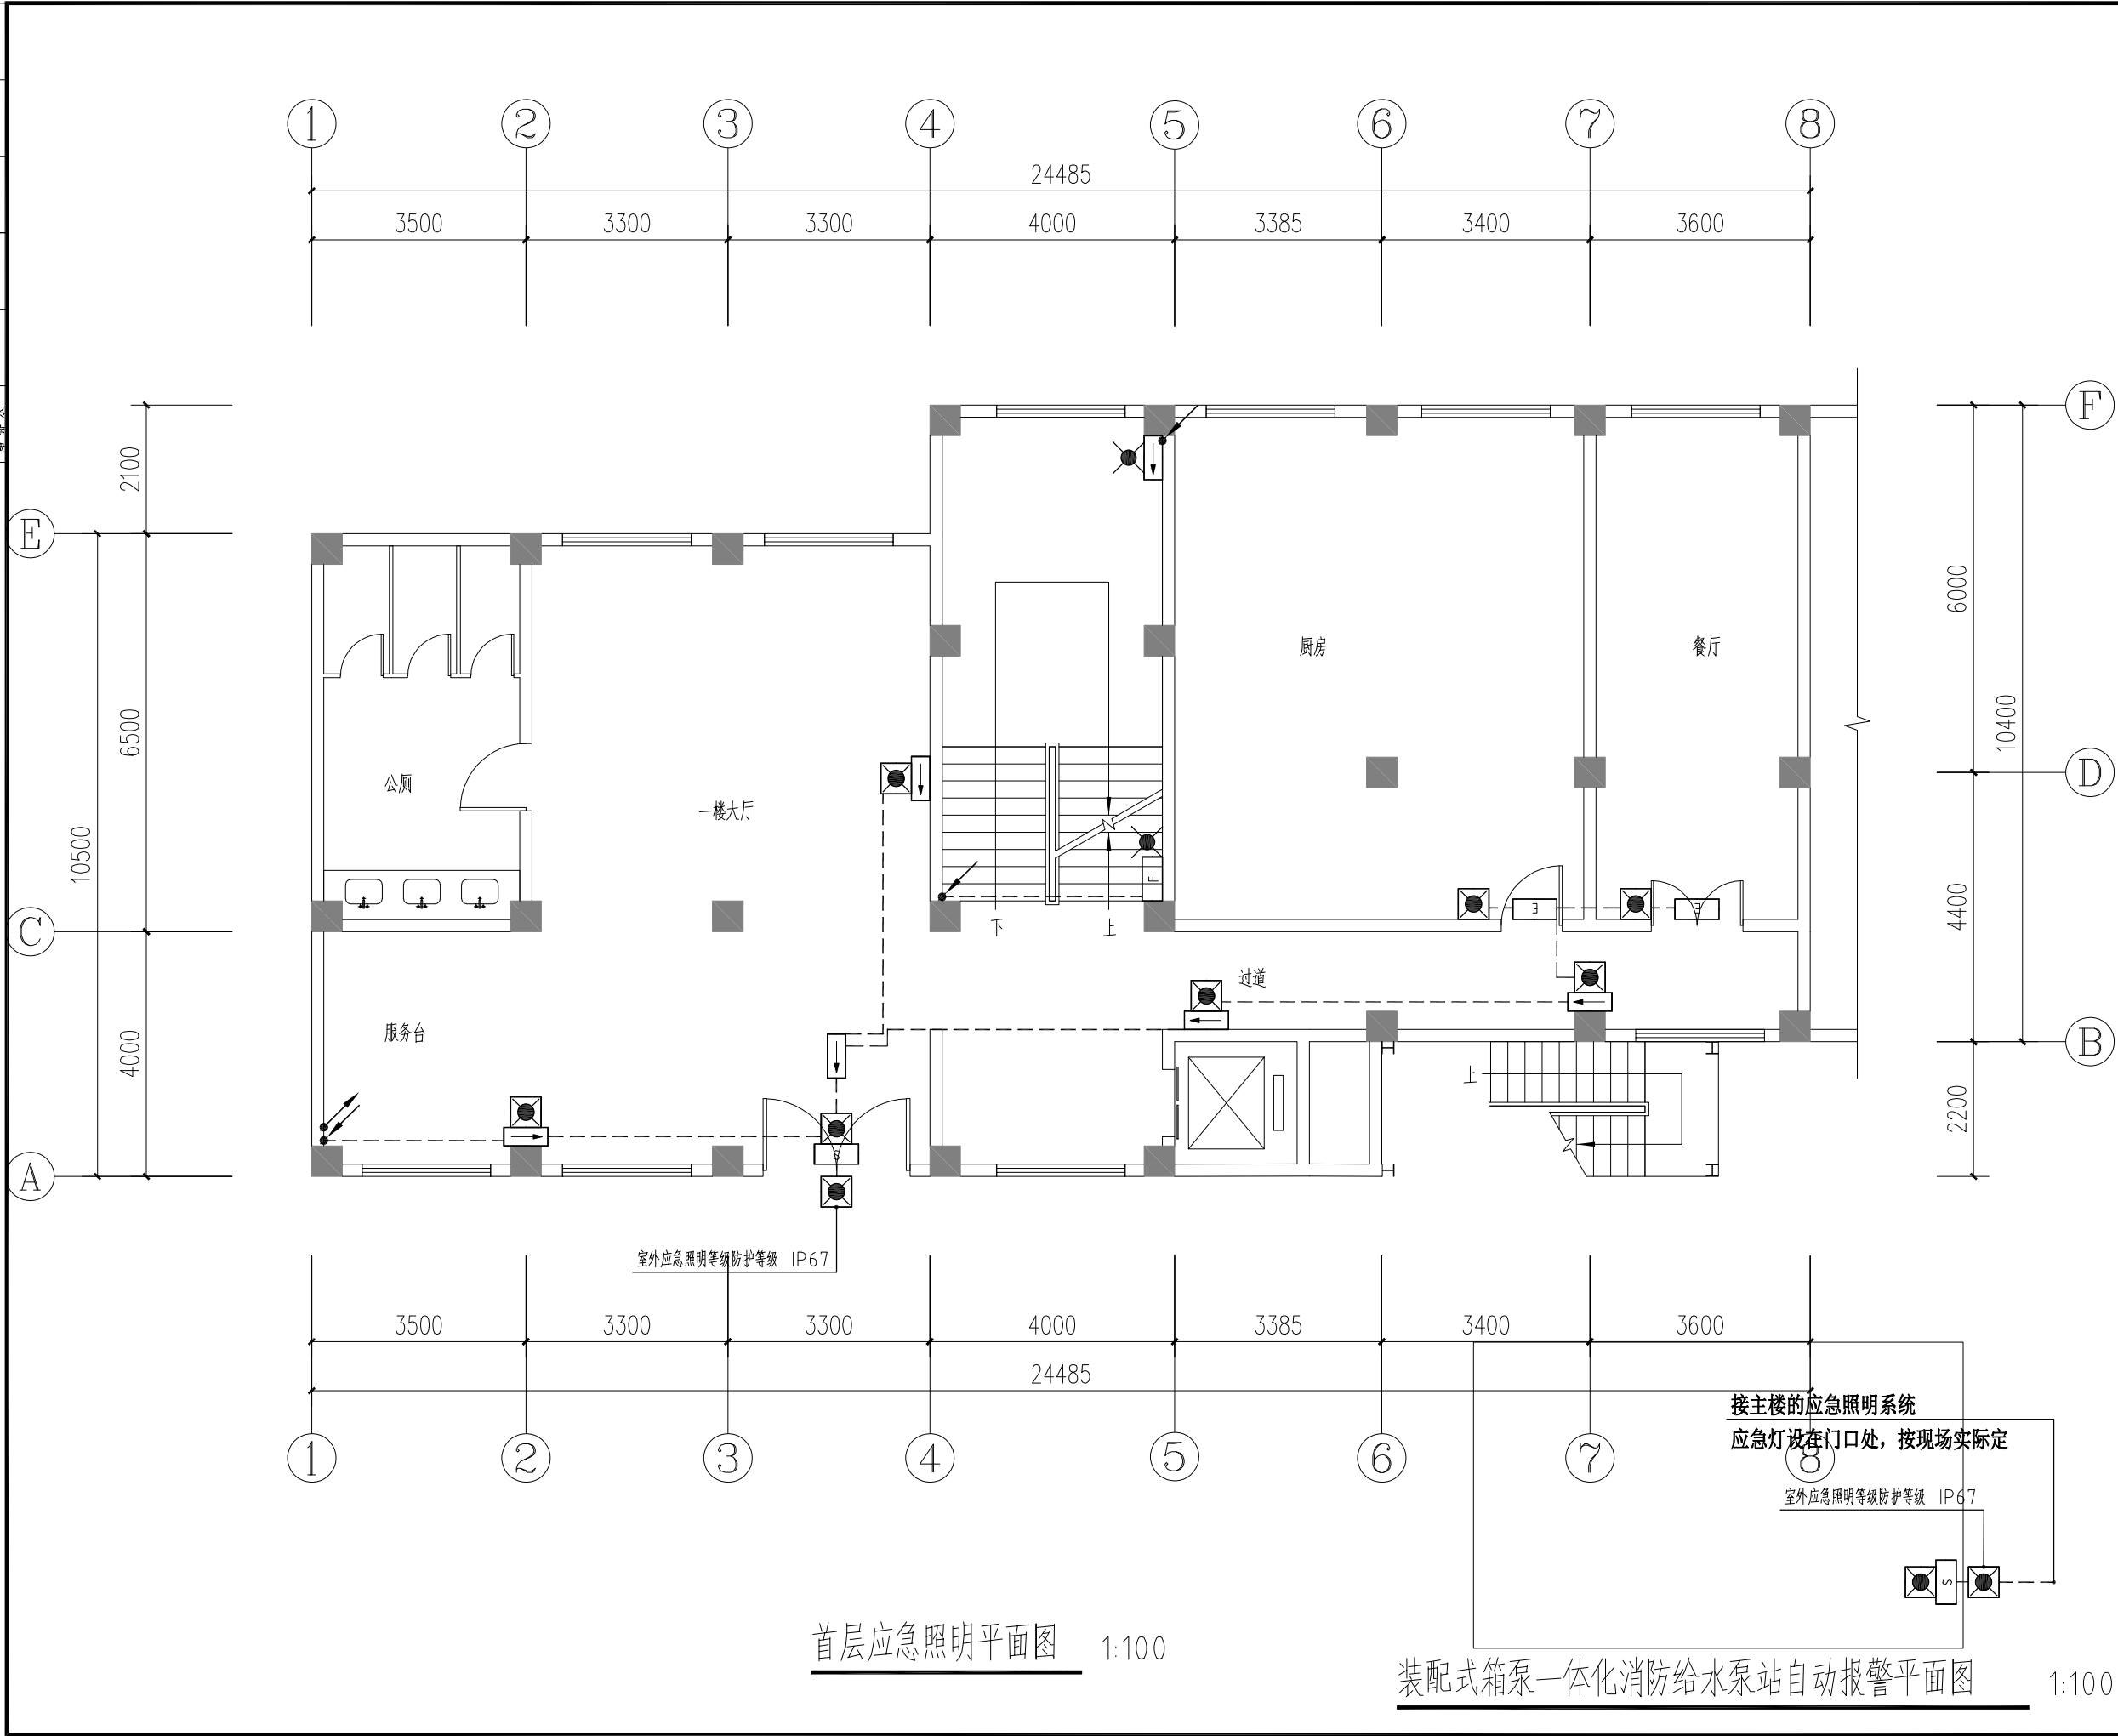 1 2 3 4 5 6 7 8
24485
3500 3300 3300 4000 3385 3400 3600
F
2100
E
6000
厨房
餐厅
6500
10400
D
公厕
一楼大厅
10500
F
E
E
4400
C
下
上
过道
服务台
4000
B
上
2200
S
A
室外应急照明等级防护等级 IP67
3500 3300 3300 4000 3385 3400 3600
24485
接主楼的应急照明系统
应急灯设在门口处，按现场实际定
1 2 3 4 5 6 7 8
室外应急照明等级防护等级 IP67
S
首层应急照明平面图 1:100
装配式箱泵一体化消防给水泵站自动报警平面图 1:100